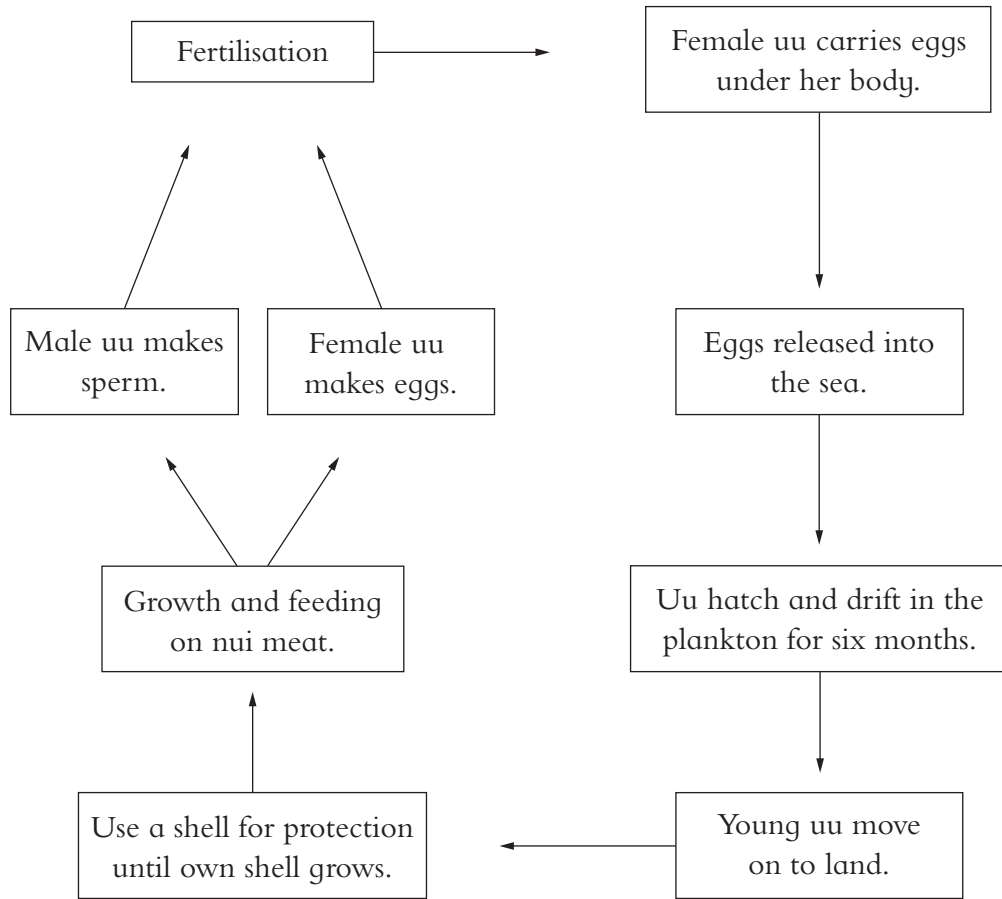 Fertilisation
Female uu carries eggs
under her body.
Eggs released into
the sea.
Uu hatch and drift in the
plankton for six months.
Young uu move
on to land.
Use a shell for protection
until own shell grows.
Growth and feeding
on nui meat.
Male uu makes
sperm.
Female uu
makes eggs.